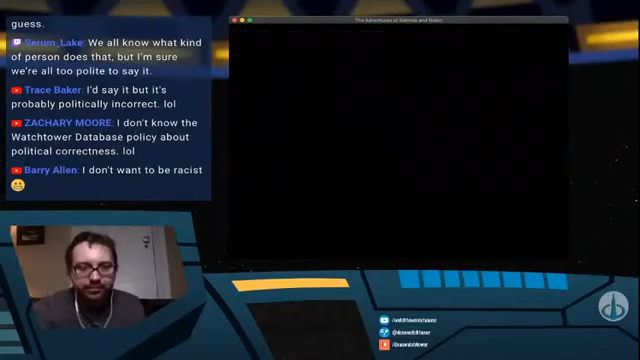 guess.
Serum_Lake: We all know what kind
of person does that, but I'm sure
we're all too polite to say it.
Trace Baker: I'd say it but it's
probably politically incorrect. lol
ZACHARY MOORE: I don't know the
Watchtower Database policy about
political correctness. lol
Barry Allen: I don't want to be racist
The Adventures of Batman and Robin